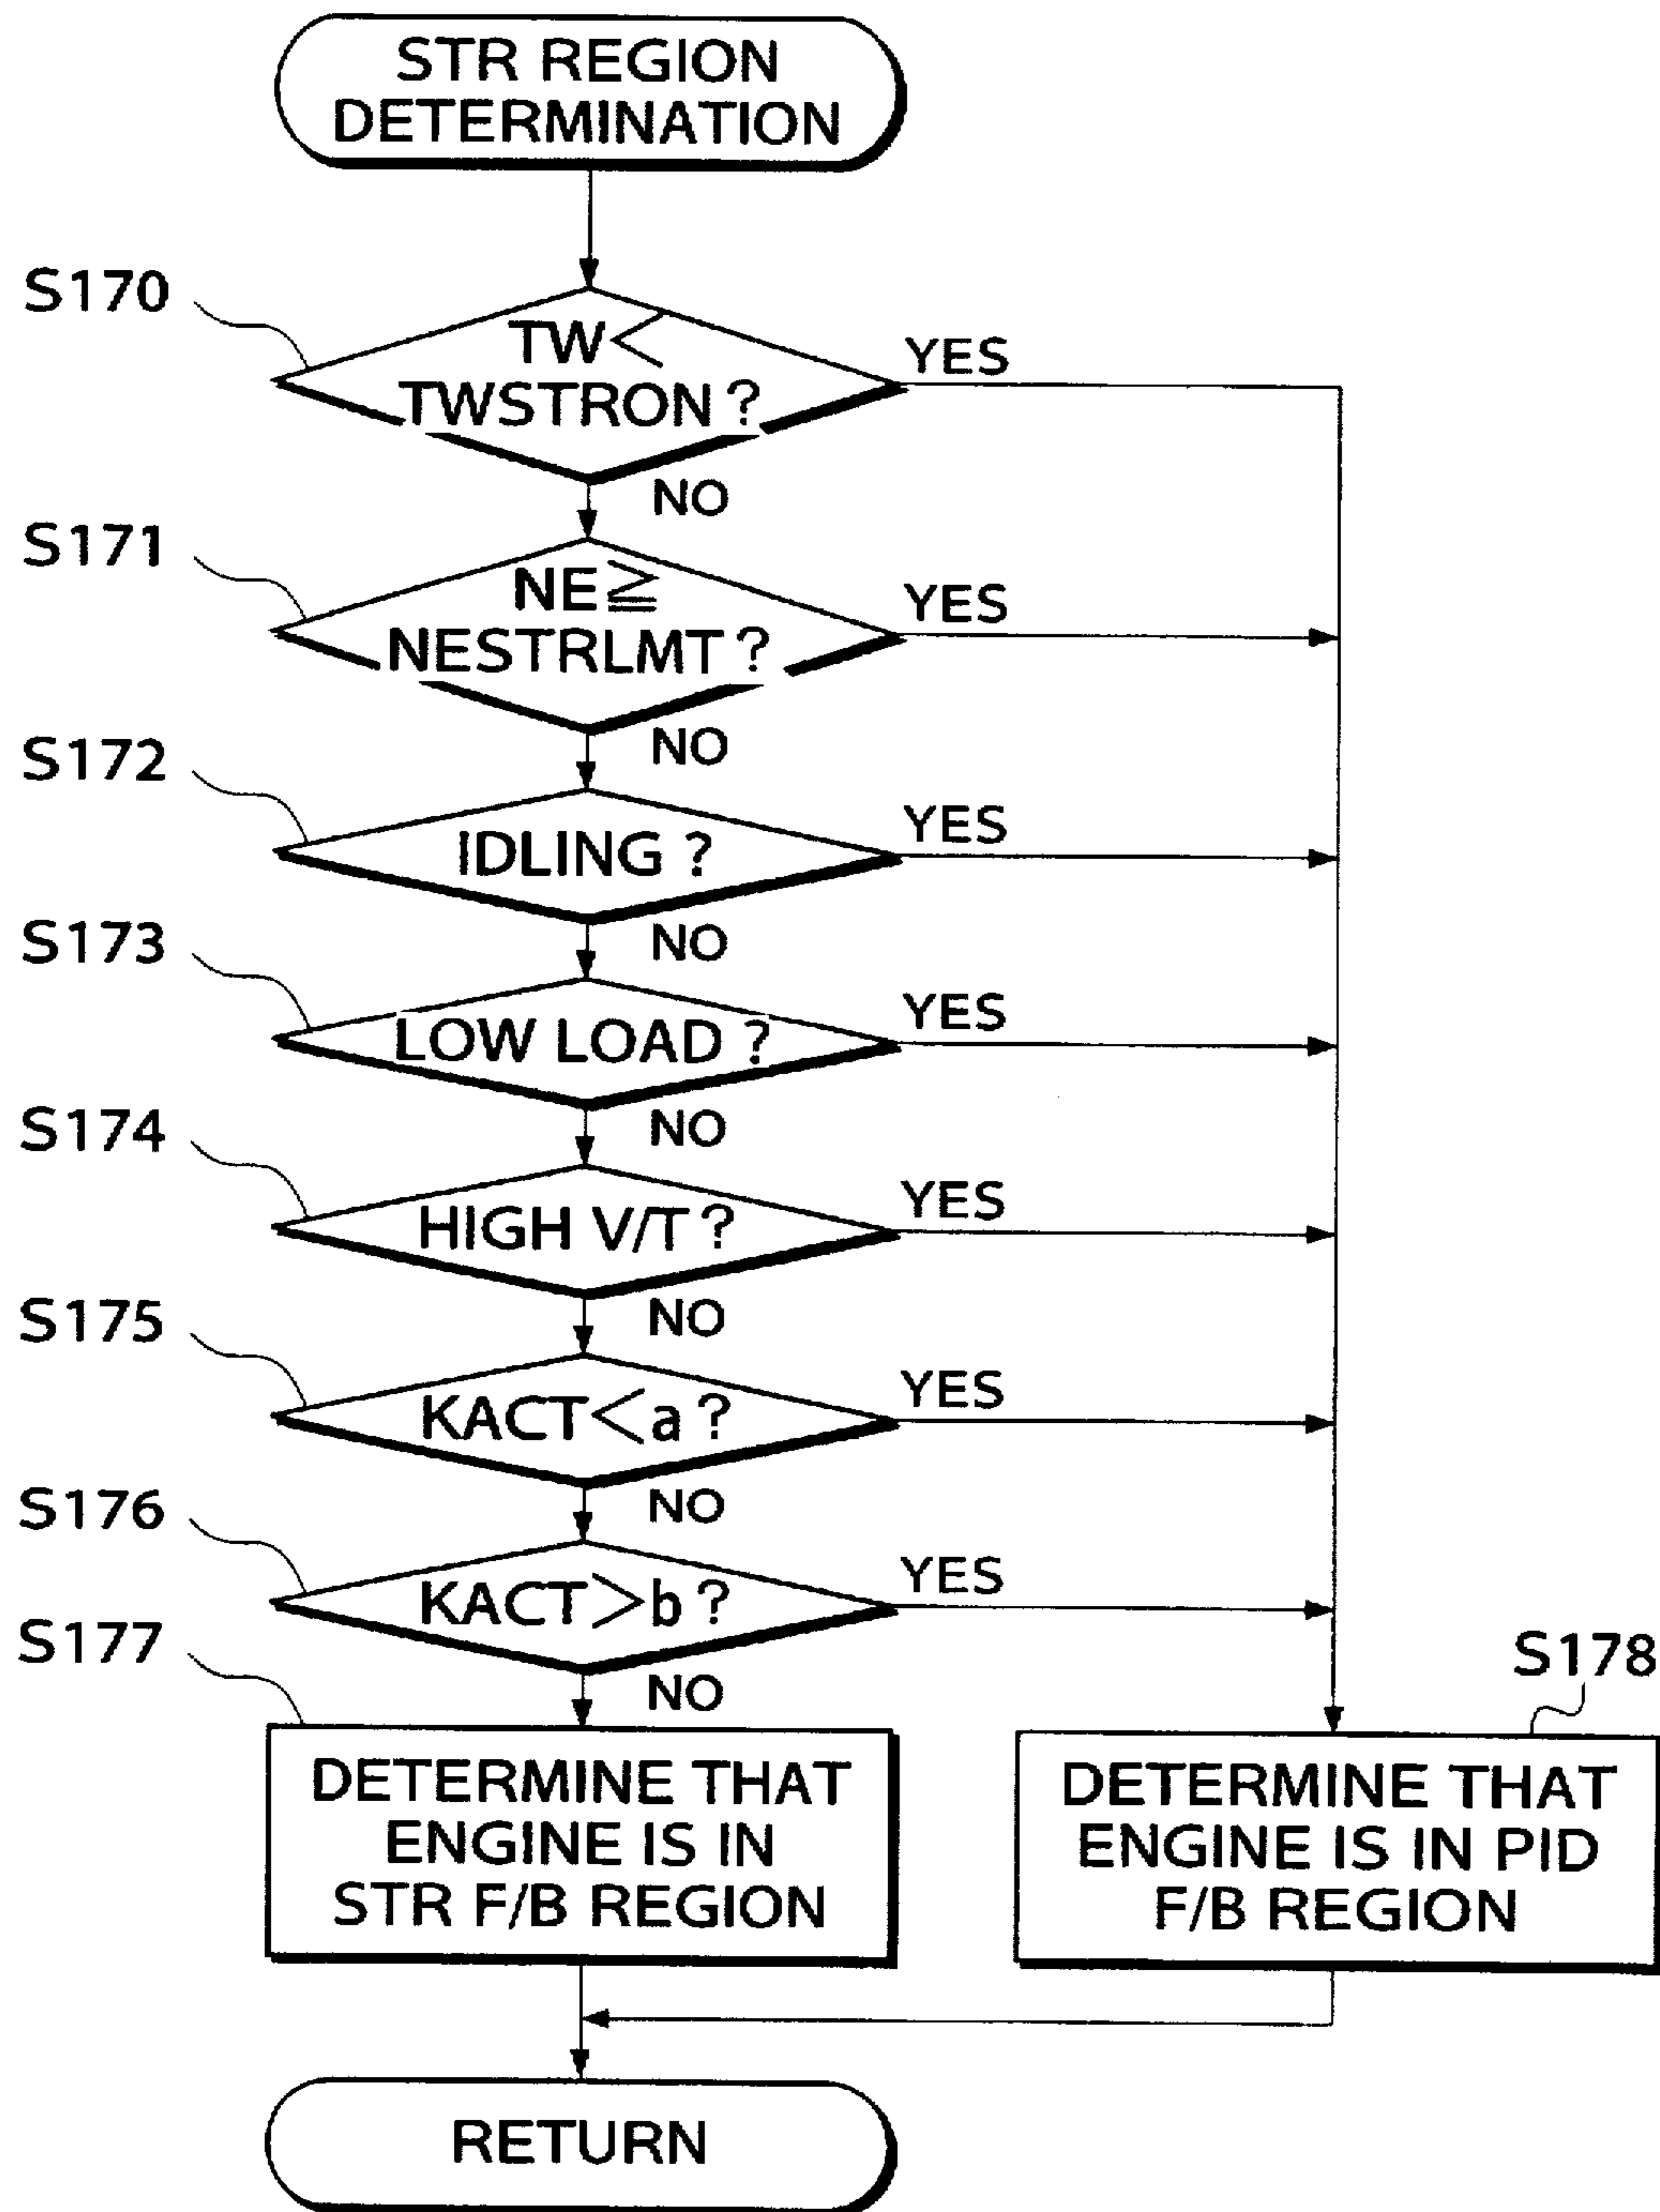 STR REGION
DETERMINATION
S170
TW<
TWSTRON?
YES
NO
S171
NE≧
NESTRLMT?
YES
NO
S172
IDLING?
YES
NO
S173
LOW LOAD?
YES
NO
S174
HIGH V/T?
YES
NO
S175
KACT<a?
YES
NO
S176
KACT>b?
YES
NO
S177
DETERMINE THAT
ENGINE IS IN
STR F/B REGION
S178
DETERMINE THAT
ENGINE IS IN PID
F/B REGION
RETURN